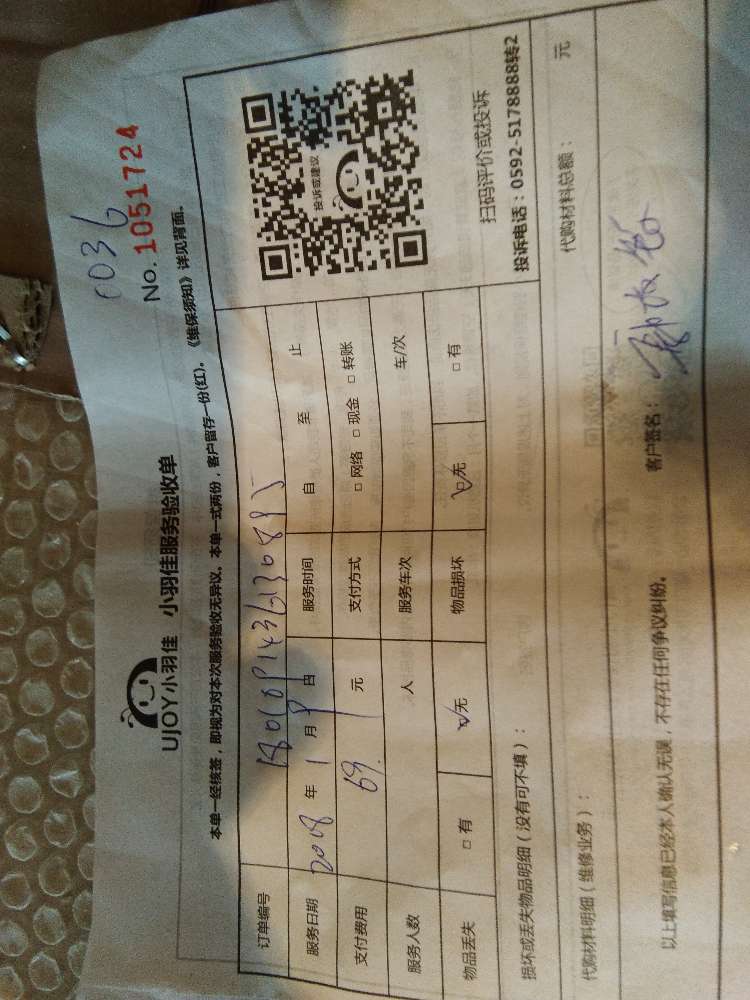 0036
No. 1051724
UJOY小羽佳 小羽佳服务验收单
本单一经核签，即视为对本次服务验收无异议。本单一式两份，客户留存一份(红)。《维保须知》详见背面。
订单编号
服务日期 2018 年 1 月 9 日 服务时间 自 至 止
支付费用 69. 元 支付方式 □ 网络 □ 现金 □ 转账
服务人数 人 服务车次 车/次
物品丢失 □ 有 ☑ 无 物品损坏 ☑ 无 □ 有
投诉或建议
扫码评价或投诉
投诉电话：0592-5178888转2
损坏或丢失物品明细（没有可不填）：
代购材料明细（维修业务）： 代购材料总额： 元
以上填写信息已经本人确认无误，不存在任何争议纠纷。 客户签名：